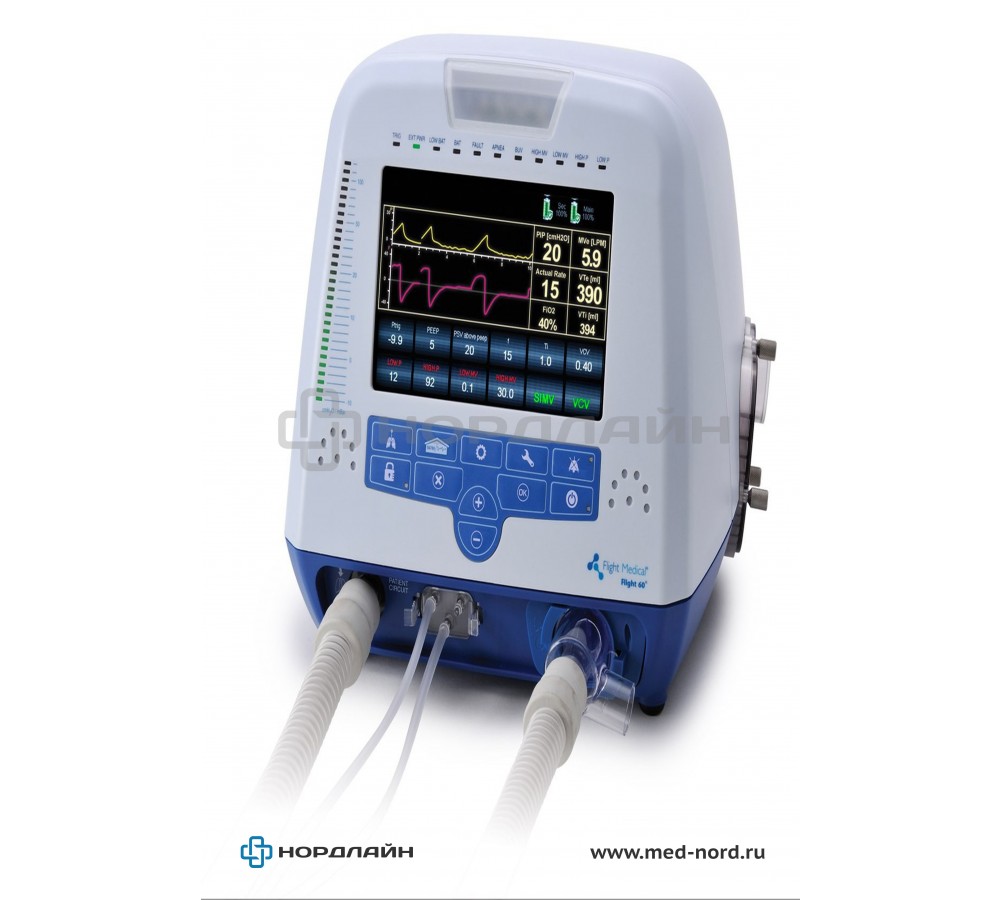 TRIG EXT PWR LOW BAT BAT FAULT APNEA BUV HIGH MV LOW MV HIGH P LOW P
Sec
100%
Main
100%
PIP [cmH2O] MVe [LPM]
20 5.9
Actual Rate VTe [ml]
15 390
FiO2 VTi [ml]
40% 394
Ptrig PEEP PSV above peep f Ti VCV
-9.9 5 20 15 1.0 0.40
LOW P HIGH P LOW MV HIGH MV
12 92 0.1 30.0 SIMV VCV
НОРДЛАЙН
OK
Flight Medical
Flight 60
PATIENT
CIRCUIT
НОРДЛАЙН www.med-nord.ru